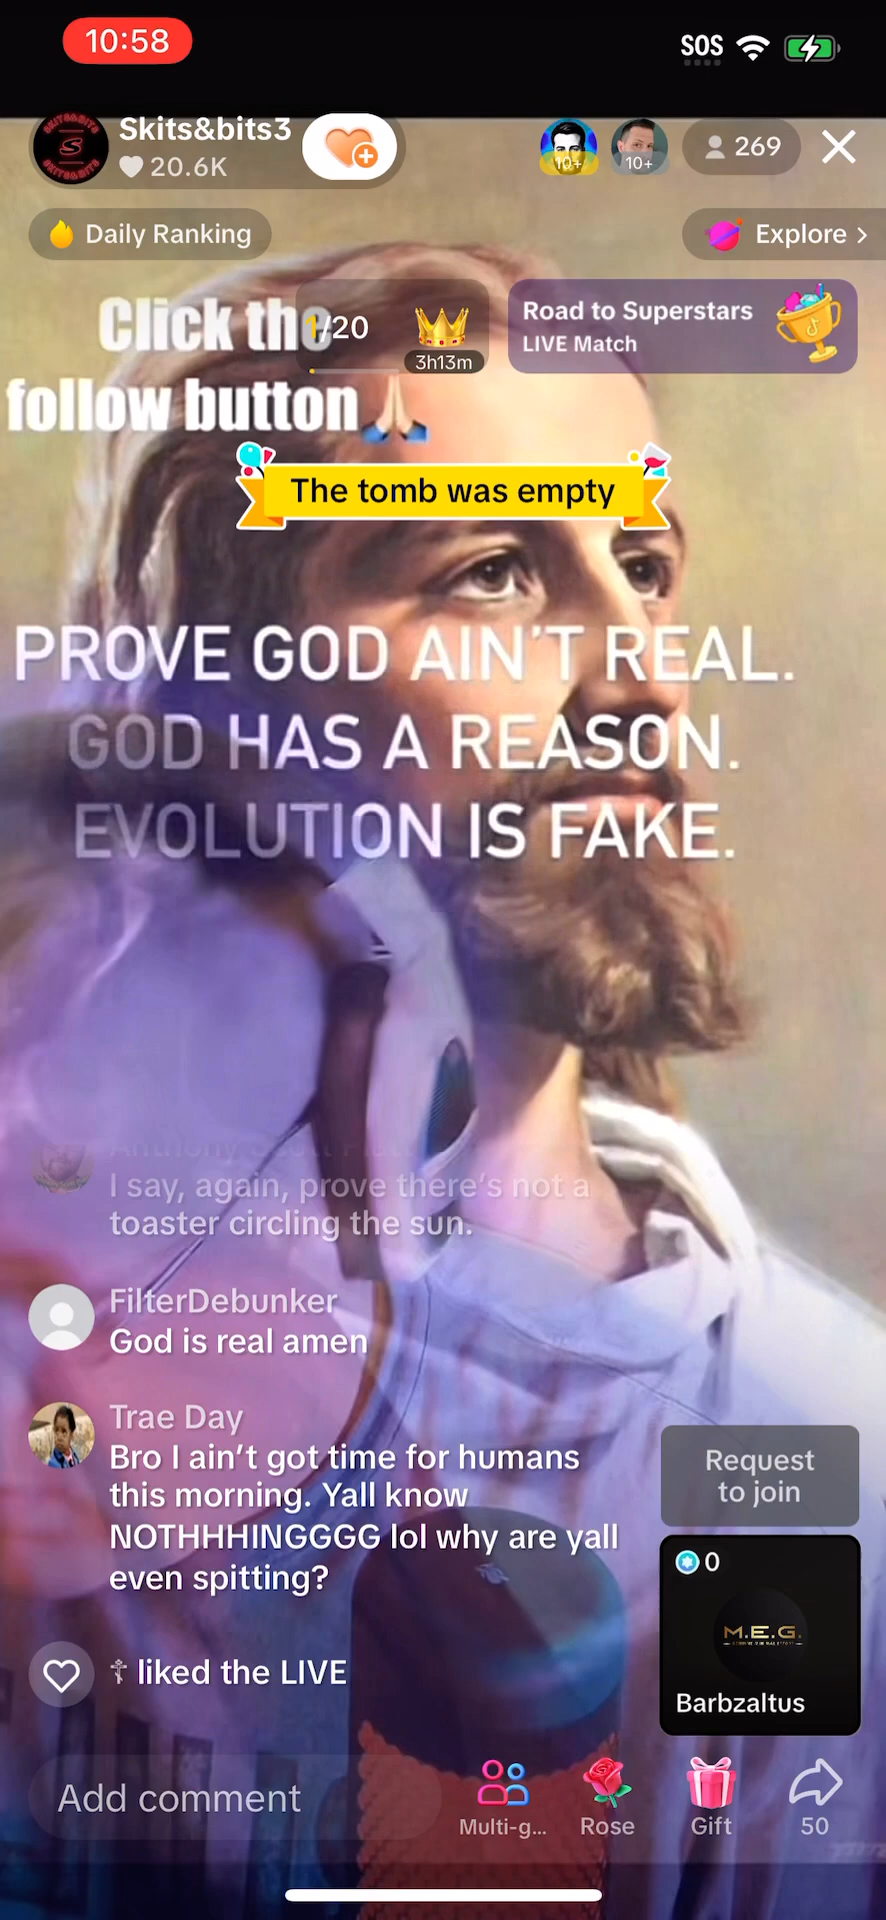 10:58
SOS
Skits&bits3
20.6K
10+
10+
269
Daily Ranking
Explore >
Click the
1/20
3h13m
Road to Superstars
LIVE Match
follow button
The tomb was empty
PROVE GOD AIN'T REAL.
GOD HAS A REASON.
EVOLUTION IS FAKE.
I say, again, prove there's not a
toaster circling the sun.
FilterDebunker
God is real amen
Trae Day
Bro I ain't got time for humans
this morning. Yall know
NOTHHHINGGGG lol why are yall
even spitting?
liked the LIVE
Request
to join
0
M.E.G.
Barbzaltus
Add comment
Multi-g...
Rose
Gift
50